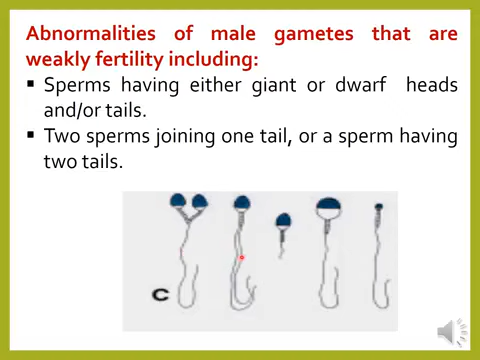 Abnormalities of male gametes that are
weakly fertility including:
▪ Sperms having either giant or dwarf heads
and/or tails.
▪ Two sperms joining one tail, or a sperm having
two tails.
C